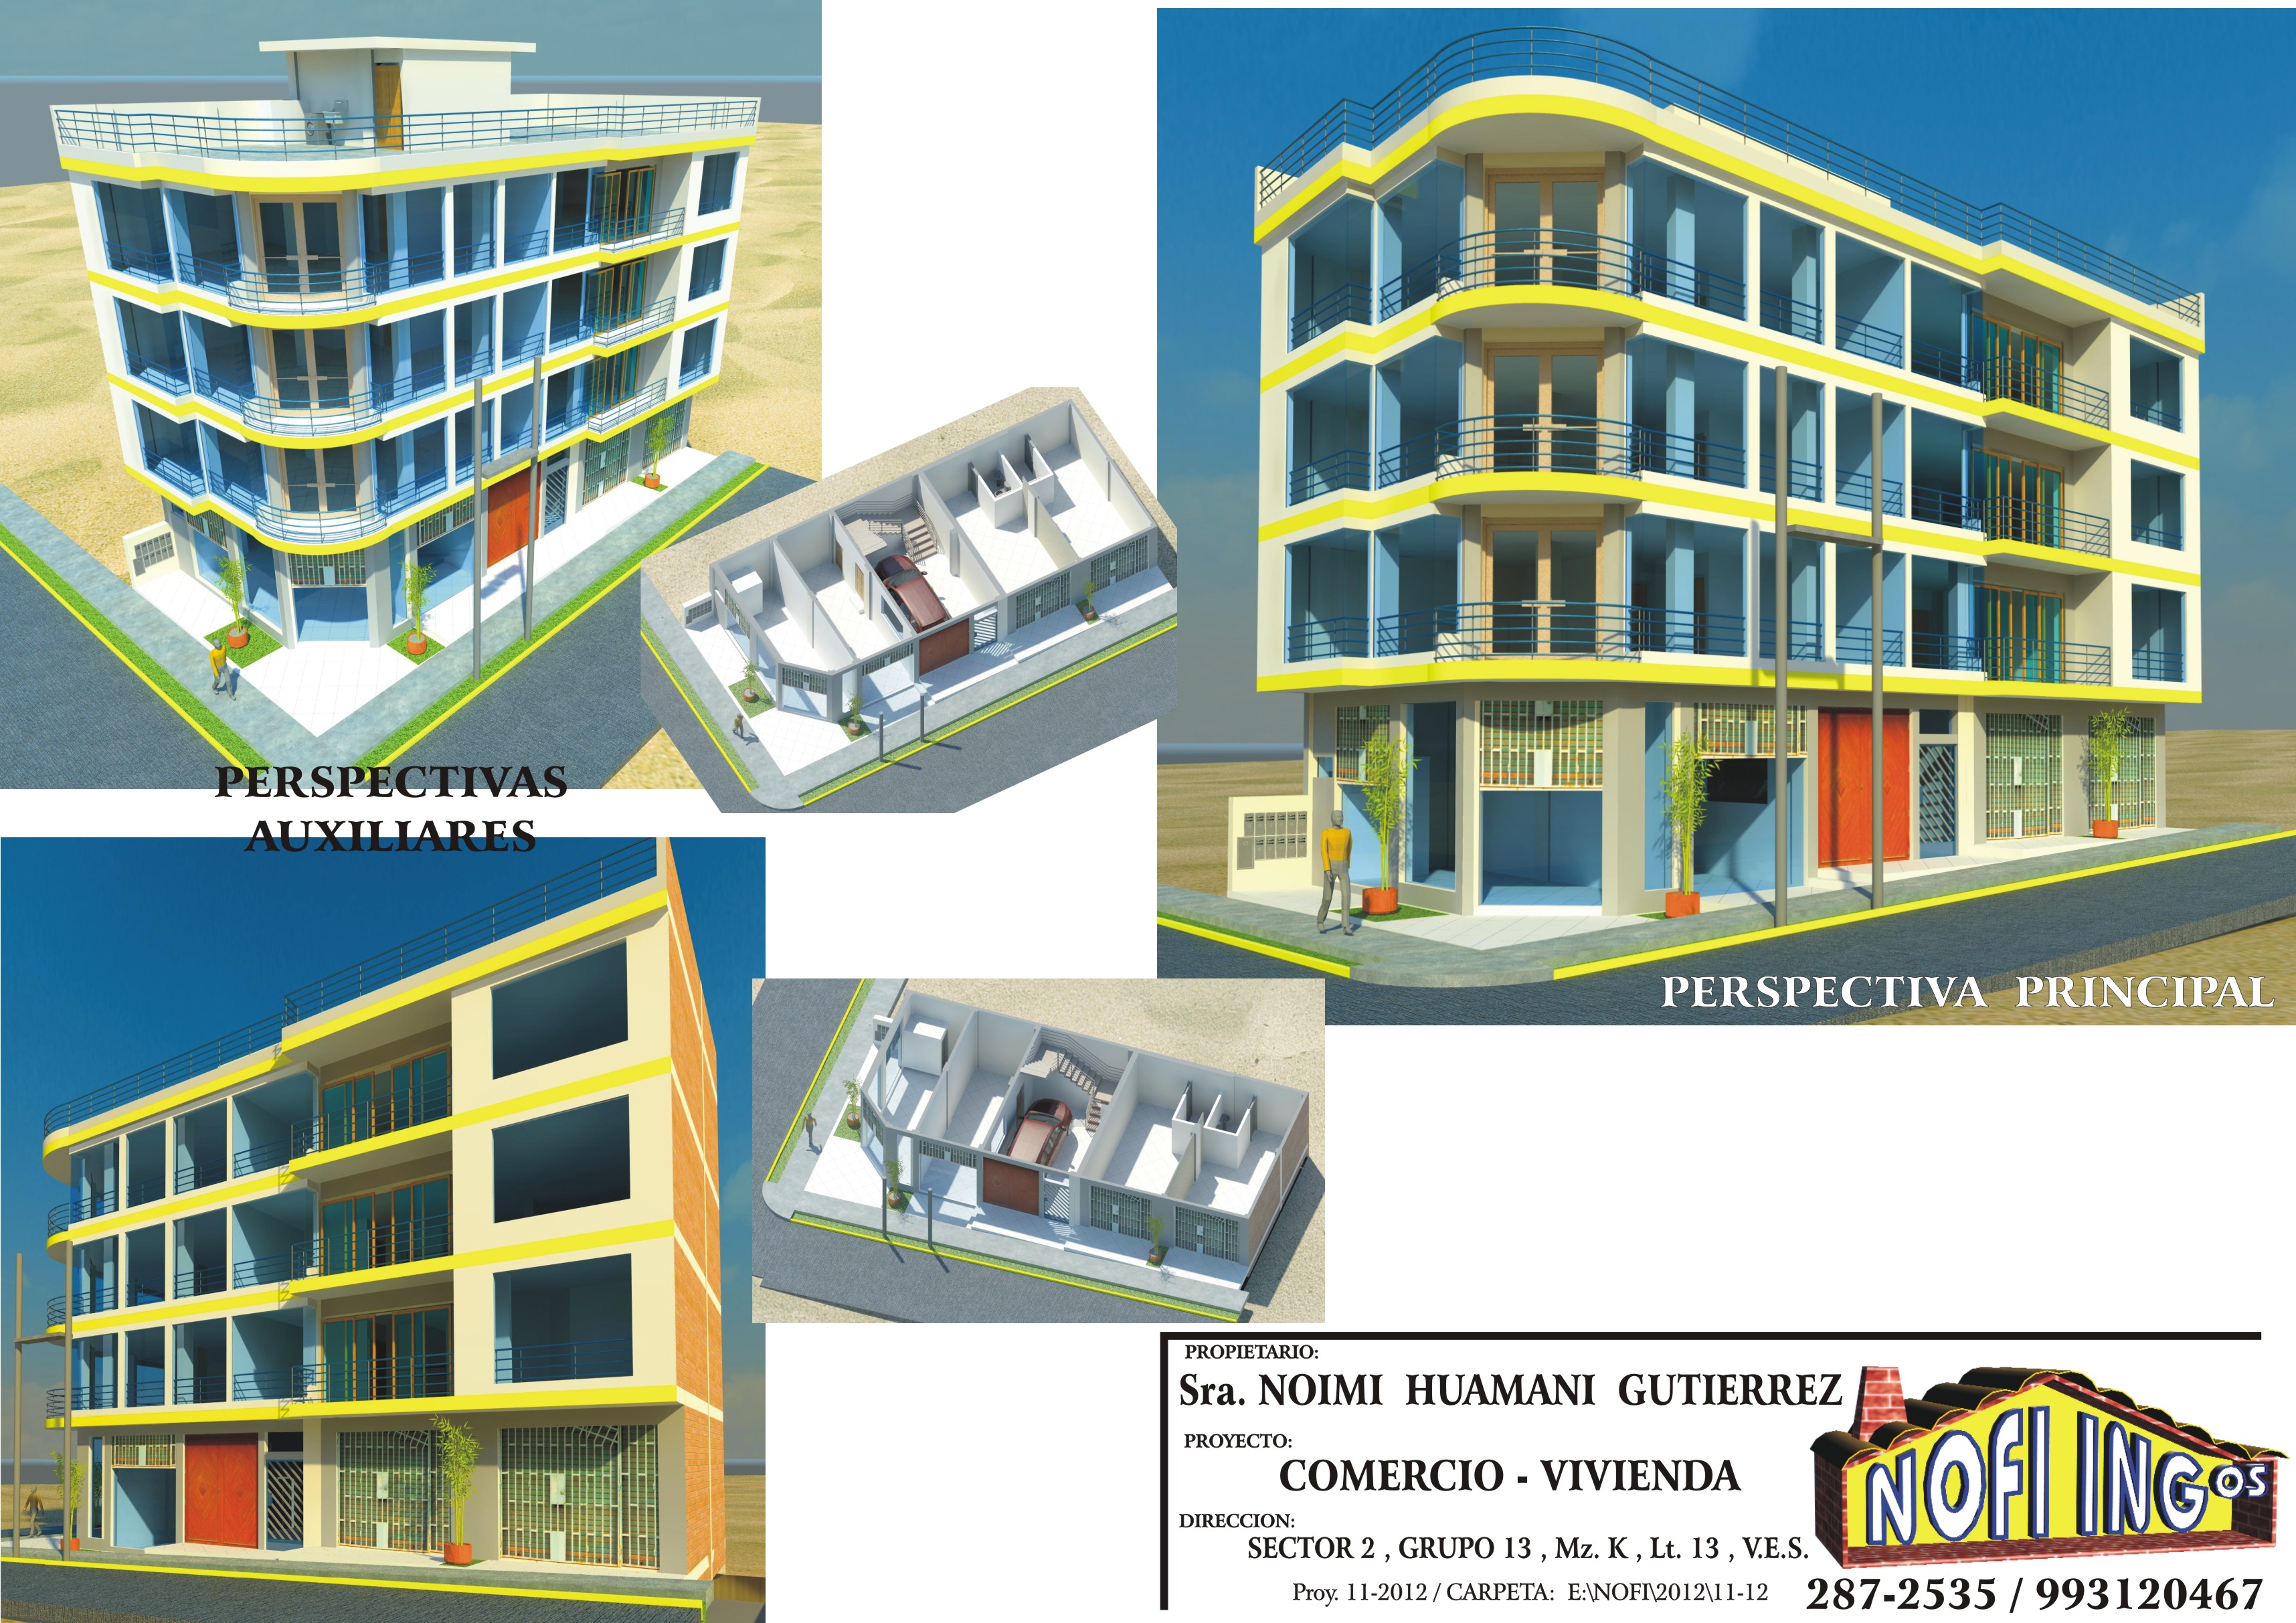 PERSPECTIVAS
AUXILIARES
PERSPECTIVA PRINCIPAL
PROPIETARIO:
Sra. NOIMI HUAMANI GUTIERREZ
PROYECTO:
COMERCIO - VIVIENDA
DIRECCION:
SECTOR 2 , GRUPO 13 , Mz. K , Lt. 13 , V.E.S.
Proy. 11-2012 / CARPETA: E:\NOFI\2012\11-12
NOFI INGOS
287-2535 / 993120467